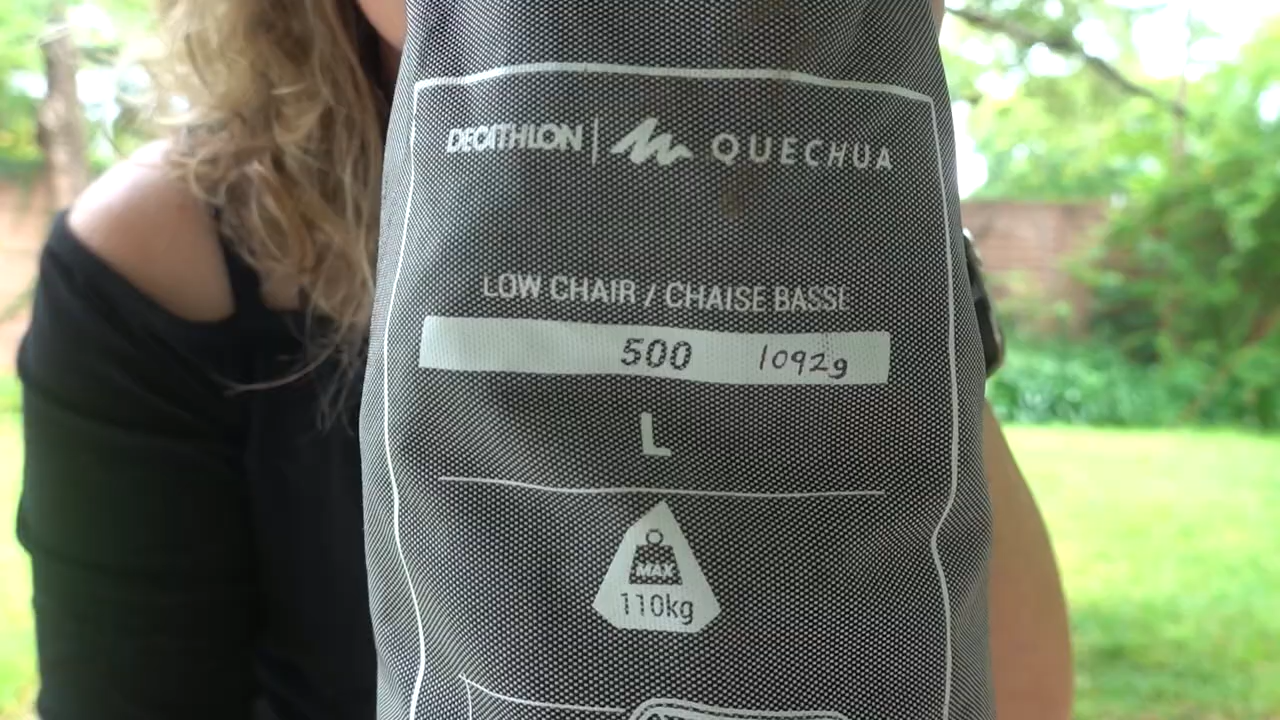 DECATHLON | QUECHUA
LOW CHAIR / CHAISE BASSE
500 1092g
L
MAX
110kg